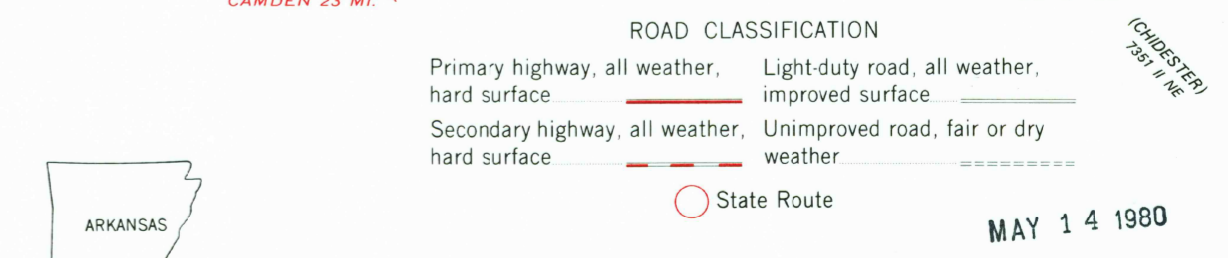 CAMDEN 23 MI.
ROAD CLASSIFICATION
Primary highway, all weather,
hard surface
Light-duty road, all weather,
improved surface
Secondary highway, all weather,
hard surface
Unimproved road, fair or dry
weather
State Route
(CHIDESTER)
7351 II NE
ARKANSAS
MAY 14 1980